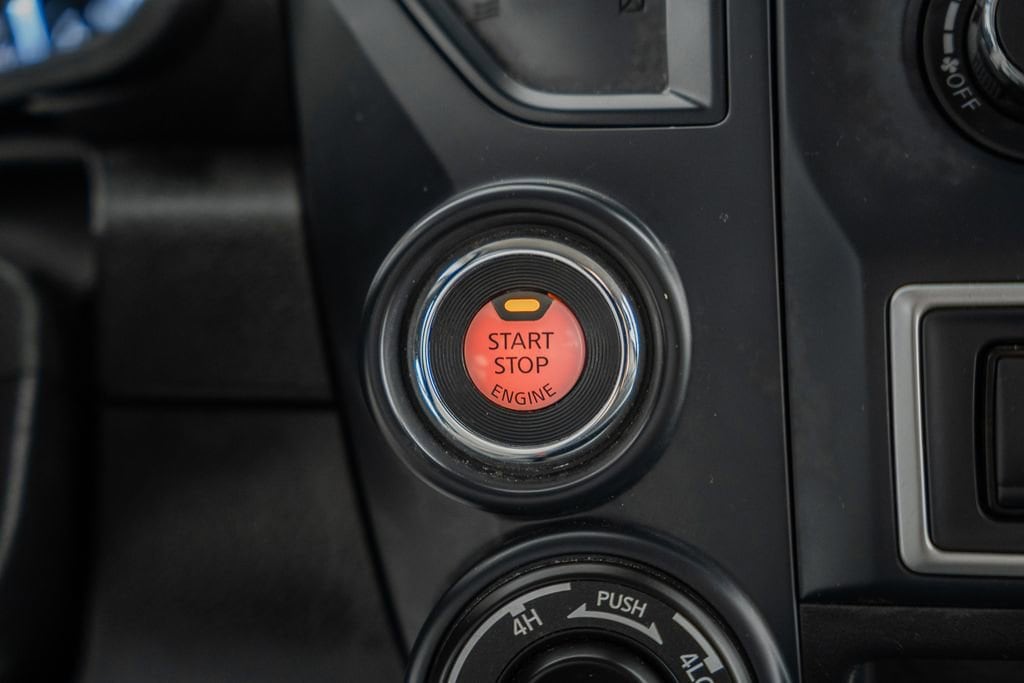 OFF
START
STOP
ENGINE
PUSH
4H